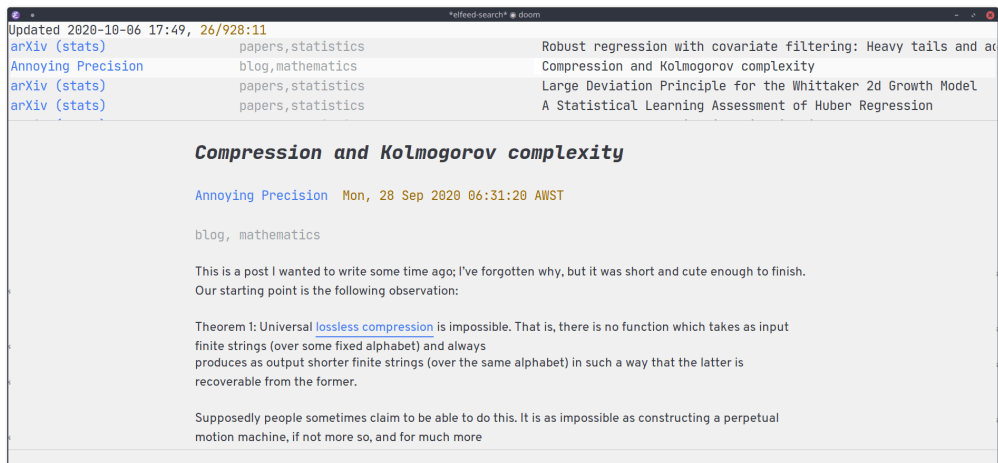 *elfeed-search* ◉ doom
Updated 2020-10-06 17:49, 26/928:11
arXiv (stats) papers,statistics Robust regression with covariate filtering: Heavy tails and ad
Annoying Precision blog,mathematics Compression and Kolmogorov complexity
arXiv (stats) papers,statistics Large Deviation Principle for the Whittaker 2d Growth Model
arXiv (stats) papers,statistics A Statistical Learning Assessment of Huber Regression
Compression and Kolmogorov complexity
Annoying Precision Mon, 28 Sep 2020 06:31:20 AWST
blog, mathematics
This is a post I wanted to write some time ago; I've forgotten why, but it was short and cute enough to finish.
Our starting point is the following observation:
Theorem 1: Universal lossless compression is impossible. That is, there is no function which takes as input
finite strings (over some fixed alphabet) and always
produces as output shorter finite strings (over the same alphabet) in such a way that the latter is
recoverable from the former.
Supposedly people sometimes claim to be able to do this. It is as impossible as constructing a perpetual
motion machine, if not more so, and for much more